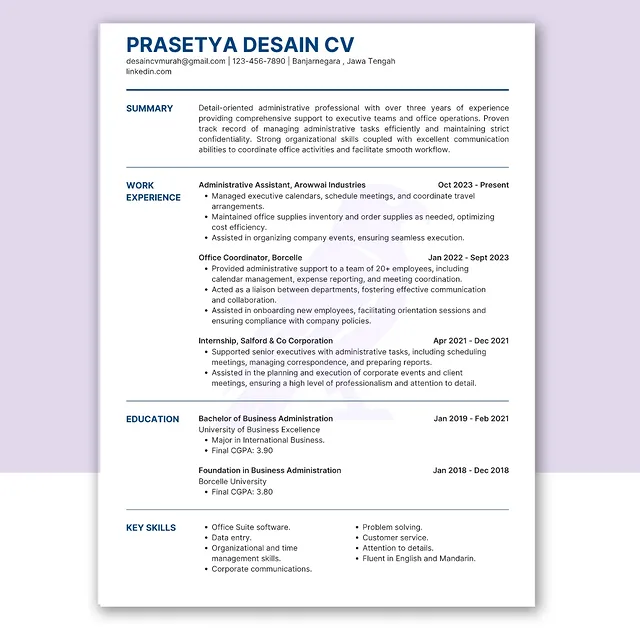 PRASETYA DESAIN CV
desaincvmurah@gmail.com | 123-456-7890 | Banjarnegara , Jawa Tengah
linkedin.com
SUMMARY
Detail-oriented administrative professional with over three years of experience
providing comprehensive support to executive teams and office operations. Proven
track record of managing administrative tasks efficiently and maintaining strict
confidentiality. Strong organizational skills coupled with excellent communication
abilities to coordinate office activities and facilitate smooth workflow.
WORK
EXPERIENCE
Administrative Assistant, Arowwai Industries Oct 2023 - Present
• Managed executive calendars, schedule meetings, and coordinate travel
arrangements.
• Maintained office supplies inventory and order supplies as needed, optimizing
cost efficiency.
• Assisted in organizing company events, ensuring seamless execution.
Office Coordinator, Borcelle Jan 2022 - Sept 2023
• Provided administrative support to a team of 20+ employees, including
calendar management, expense reporting, and meeting coordination.
• Acted as a liaison between departments, fostering effective communication
and collaboration.
• Assisted in onboarding new employees, facilitating orientation sessions and
ensuring compliance with company policies.
Internship, Salford & Co Corporation Apr 2021 - Dec 2021
• Supported senior executives with administrative tasks, including scheduling
meetings, managing correspondence, and preparing reports.
• Assisted in the planning and execution of corporate events and client
meetings, ensuring a high level of professionalism and attention to detail.
EDUCATION
Bachelor of Business Administration Jan 2019 - Feb 2021
University of Business Excellence
• Major in International Business.
• Final CGPA: 3.90
Foundation in Business Administration Jan 2018 - Dec 2018
Borcelle University
• Final CGPA: 3.80
KEY SKILLS
• Office Suite software.
• Data entry.
• Organizational and time
management skills.
• Corporate communications.
• Problem solving.
• Customer service.
• Attention to details.
• Fluent in English and Mandarin.